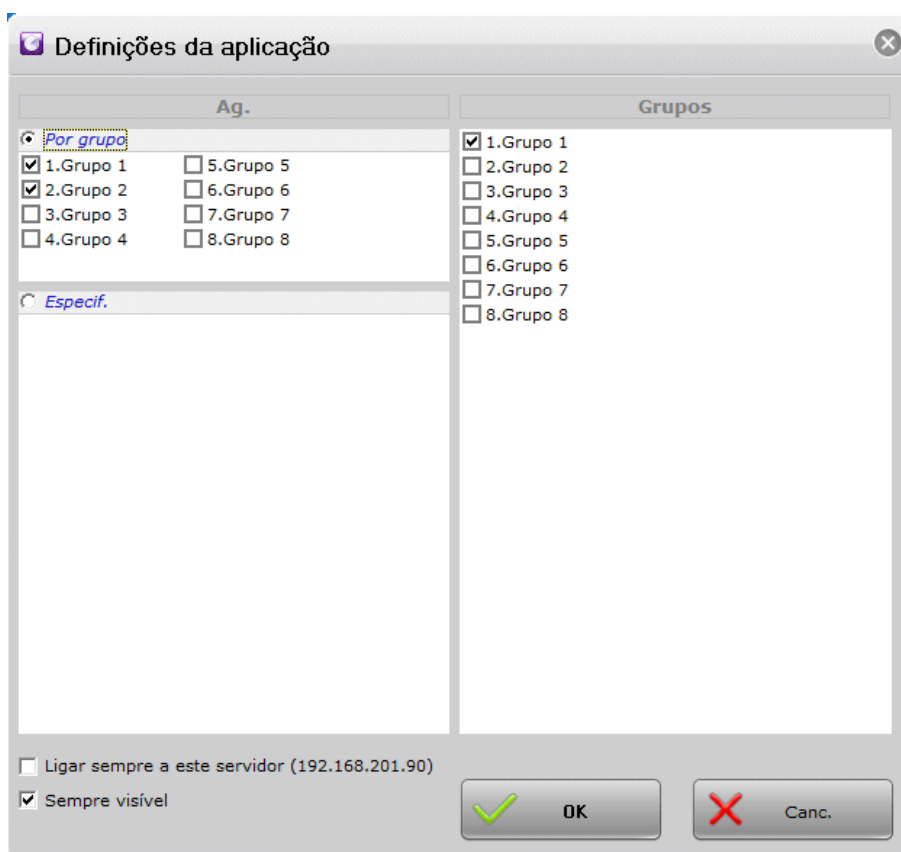 Definições da aplicação
Ag.
Por grupo
1.Grupo 1 5.Grupo 5
2.Grupo 2 6.Grupo 6
3.Grupo 3 7.Grupo 7
4.Grupo 4 8.Grupo 8
Especif.
Grupos
1.Grupo 1
2.Grupo 2
3.Grupo 3
4.Grupo 4
5.Grupo 5
6.Grupo 6
7.Grupo 7
8.Grupo 8
Ligar sempre a este servidor (192.168.201.90)
Sempre visível
OK
Canc.